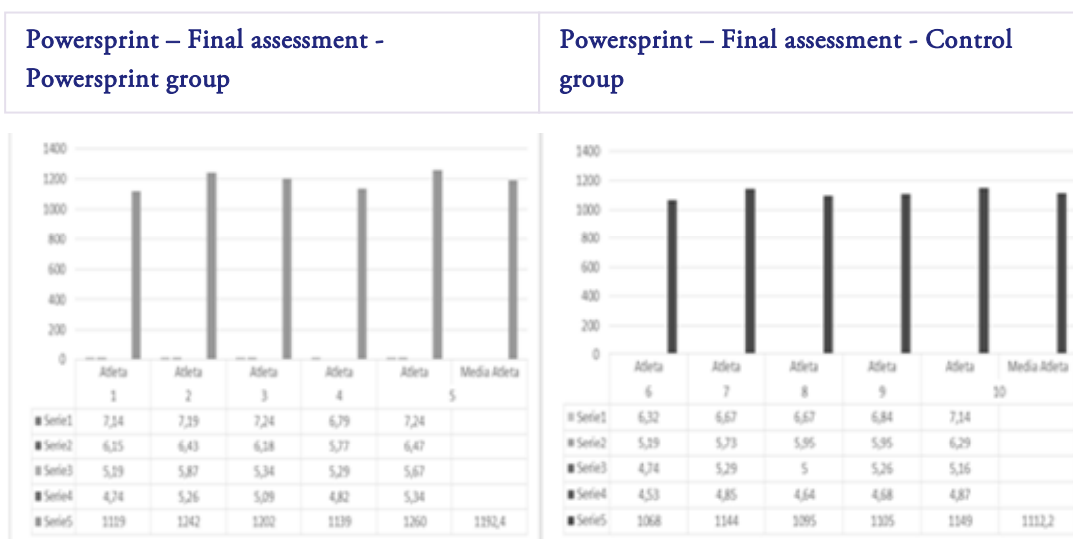 Powersprint – Final assessment -
Powersprint group
Powersprint – Final assessment - Control
group
1400
1200
1000
800
600
400
200
0
Atleta Atleta Atleta Atleta Atleta Media Atleta
1 2 3 4 5
Serie1 7,14 7,19 7,24 6,79 7,24
Serie2 6,15 6,43 6,18 5,77 6,47
Serie3 5,19 5,87 5,34 5,29 5,67
Serie4 4,74 5,26 5,09 4,82 5,34
Serie5 1119 1242 1202 1139 1260 1192,4
1400
1200
1000
800
600
400
200
0
Atleta Atleta Atleta Atleta Atleta Media Atleta
6 7 8 9 10
Serie1 6,32 6,67 6,67 6,84 7,14
Serie2 5,19 5,73 5,95 5,95 6,29
Serie3 4,74 5,29 5 5,26 5,16
Serie4 4,53 4,85 4,64 4,68 4,87
Serie5 1068 1144 1095 1105 1149 1112,2